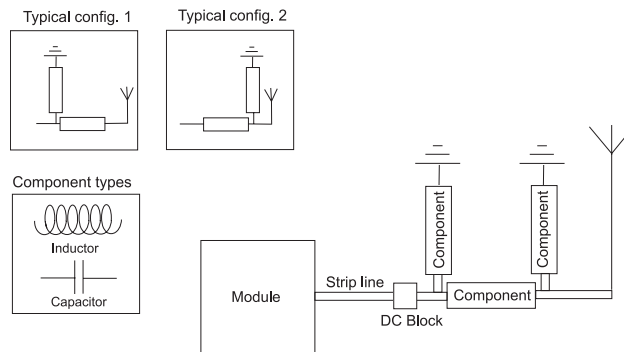 Typical config. 1
Typical config. 2
Component types
Inductor
Capacitor
Module
Strip line
DC Block
Component
Component
Component